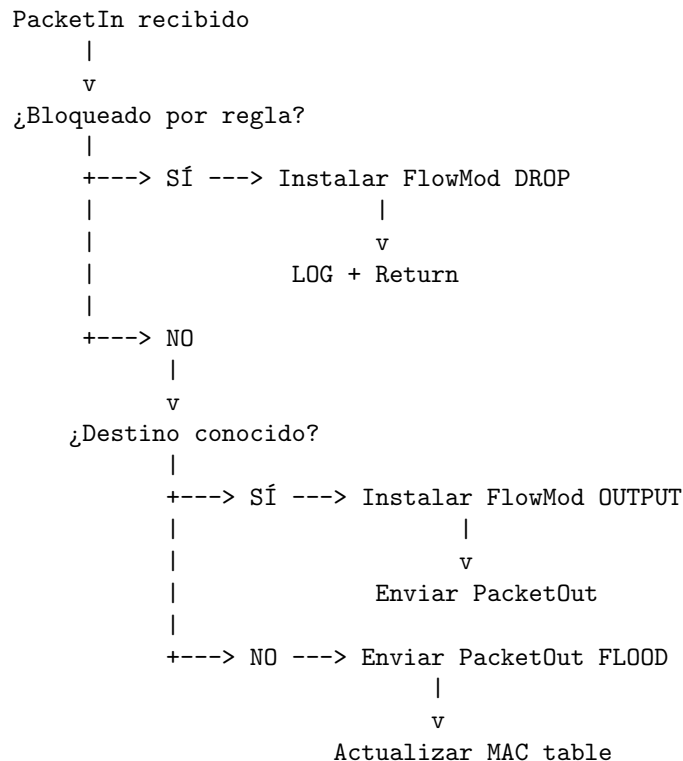 PacketIn recibido
|
v
¿Bloqueado por regla?
|
+---> SÍ ---> Instalar FlowMod DROP
| |
| v
| LOG + Return
|
+---> NO
|
v
¿Destino conocido?
|
+---> SÍ ---> Instalar FlowMod OUTPUT
| |
| v
| Enviar PacketOut
|
+---> NO ---> Enviar PacketOut FLOOD
|
v
Actualizar MAC table